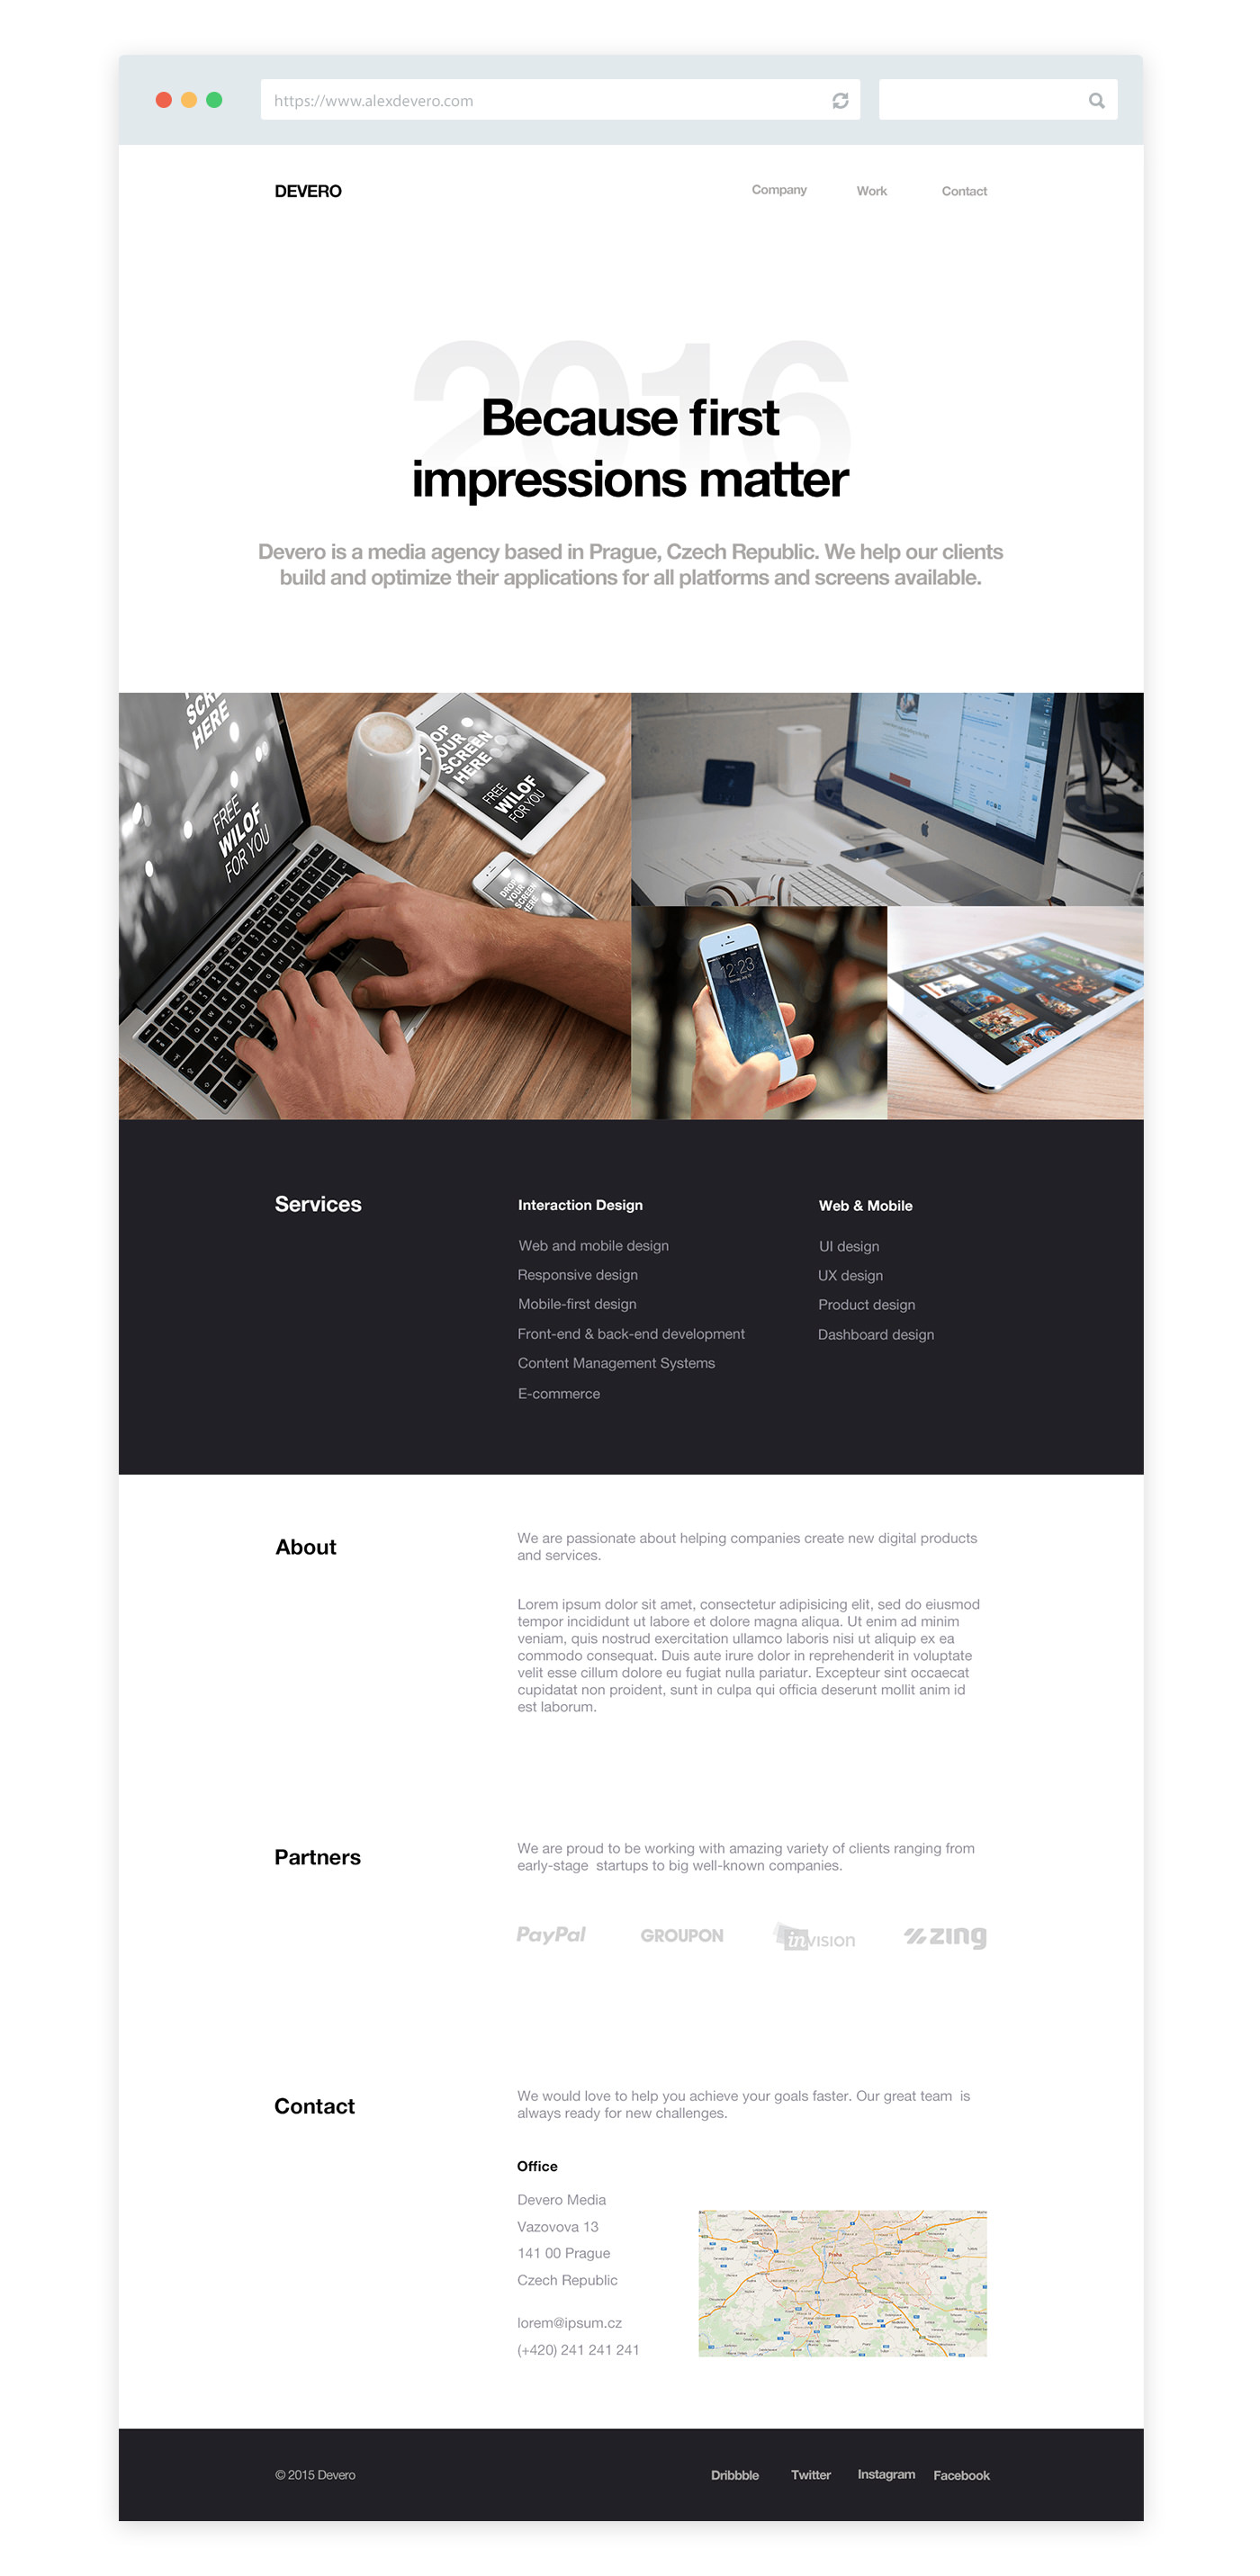 https://www.alexdevero.com
DEVERO
Company Work Contact
2016
Because first
impressions matter
Devero is a media agency based in Prague, Czech Republic. We help our clients
build and optimize their applications for all platforms and screens available.
HERE
FREE
WILOF
FOR YOU
DROP
YOUR
SCREEN
HERE
FREE
WILOF
FOR YOU
DROP
YOUR
SCREEN
HERE
12:23
Services
Interaction Design
Web and mobile design
Responsive design
Mobile-first design
Front-end & back-end development
Content Management Systems
E-commerce
Web & Mobile
UI design
UX design
Product design
Dashboard design
About
We are passionate about helping companies create new digital products
and services.
Lorem ipsum dolor sit amet, consectetur adipisicing elit, sed do eiusmod
tempor incididunt ut labore et dolore magna aliqua. Ut enim ad minim
veniam, quis nostrud exercitation ullamco laboris nisi ut aliquip ex ea
commodo consequat. Duis aute irure dolor in reprehenderit in voluptate
velit esse cillum dolore eu fugiat nulla pariatur. Excepteur sint occaecat
cupidatat non proident, sunt in culpa qui officia deserunt mollit anim id
est laborum.
Partners
We are proud to be working with amazing variety of clients ranging from
early-stage startups to big well-known companies.
PayPal GROUPON inVISION zing
Contact
We would love to help you achieve your goals faster. Our great team is
always ready for new challenges.
Office
Devero Media
Vazovova 13
141 00 Prague
Czech Republic
lorem@ipsum.cz
(+420) 241 241 241
Praha
© 2015 Devero
Dribbble Twitter Instagram Facebook